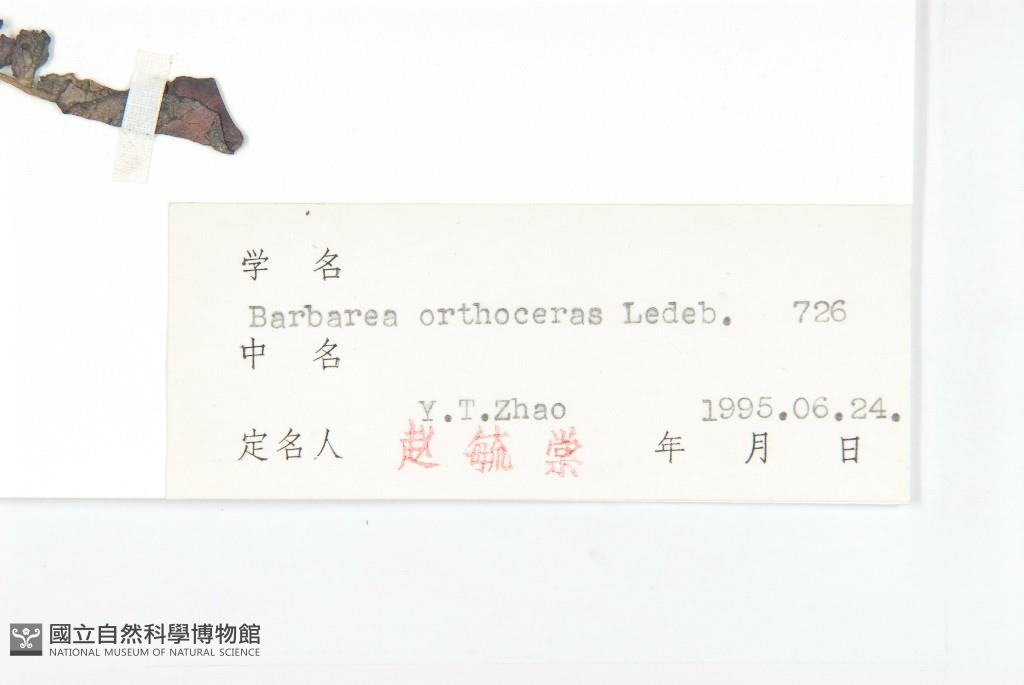 学 名
Barbarea orthoceras Ledeb. 726
中 名
Y.T.Zhao 1995.06.24.
定名人 赵毓棠 年 月 日
國立自然科學博物館
NATIONAL MUSEUM OF NATURAL SCIENCE